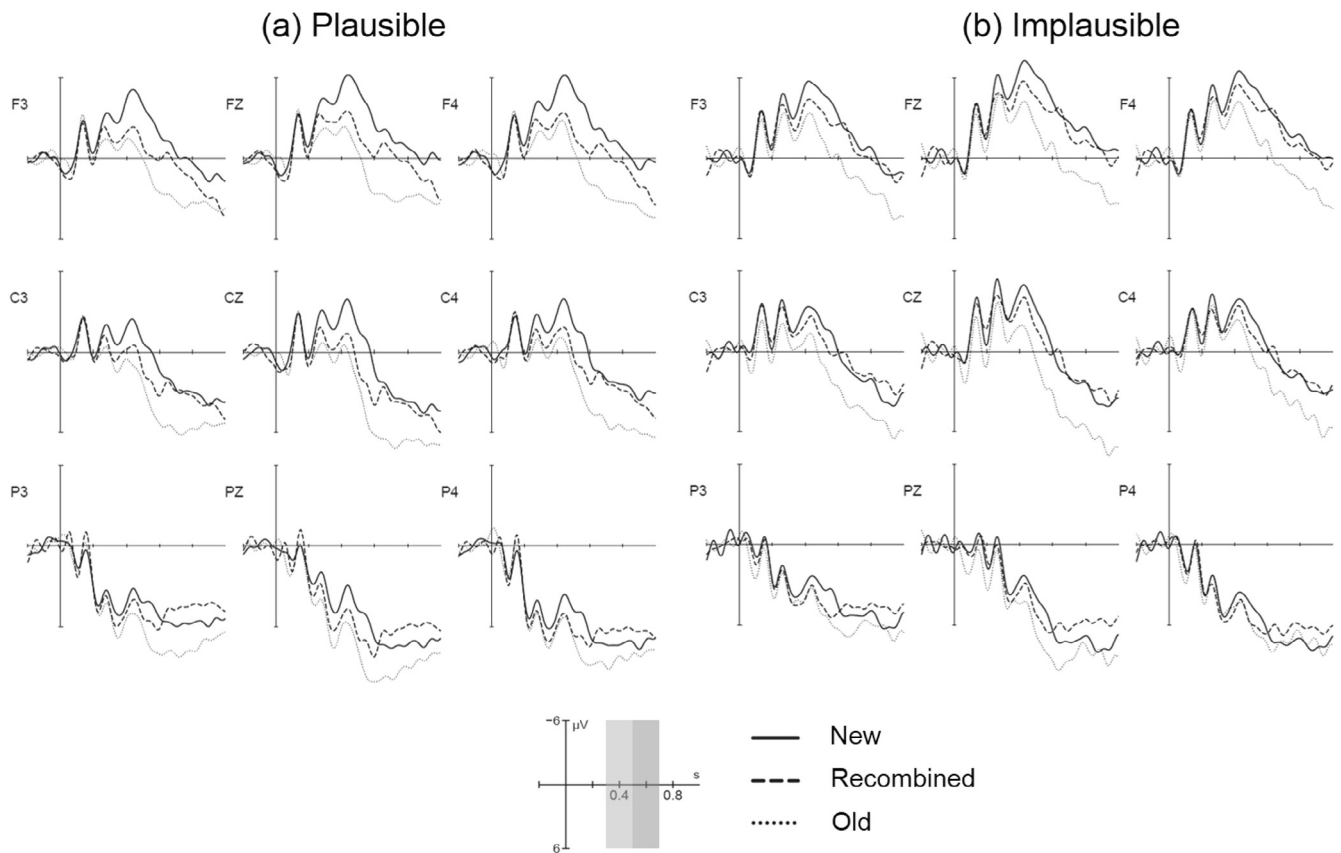 (a) Plausible
(b) Implausible
F3 FZ F4 F3 FZ F4
C3 CZ C4 C3 CZ C4
P3 PZ P4 P3 PZ P4
−6 µV
s
0.4 0.8
6
New
Recombined
Old